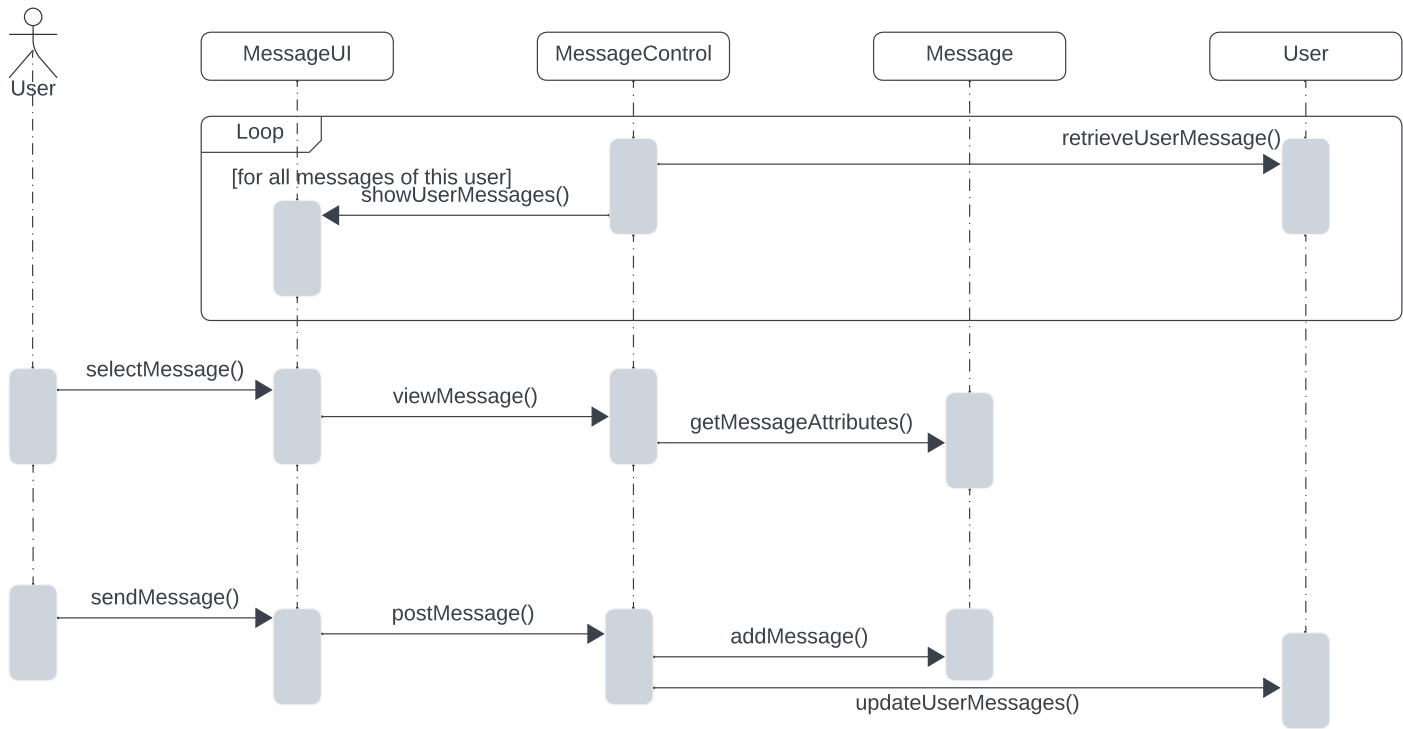 User
MessageUI
MessageControl
Message
User
Loop
retrieveUserMessage()
[for all messages of this user]
showUserMessages()
selectMessage()
viewMessage()
getMessageAttributes()
sendMessage()
postMessage()
addMessage()
updateUserMessages()